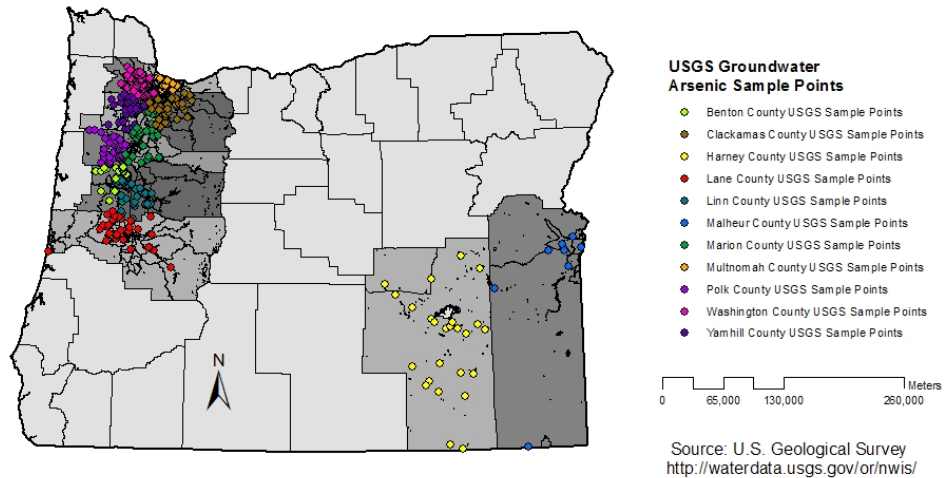 USGS Groundwater
Arsenic Sample Points
Benton County USGS Sample Points
Clackamas County USGS Sample Points
Harney County USGS Sample Points
Lane County USGS Sample Points
Linn County USGS Sample Points
Malheur County USGS Sample Points
Marion County USGS Sample Points
Multnomah County USGS Sample Points
Polk County USGS Sample Points
Washington County USGS Sample Points
Yamhill County USGS Sample Points
N
Meters
0 65,000 130,000 260,000
Source: U.S. Geological Survey
http://waterdata.usgs.gov/or/nwis/